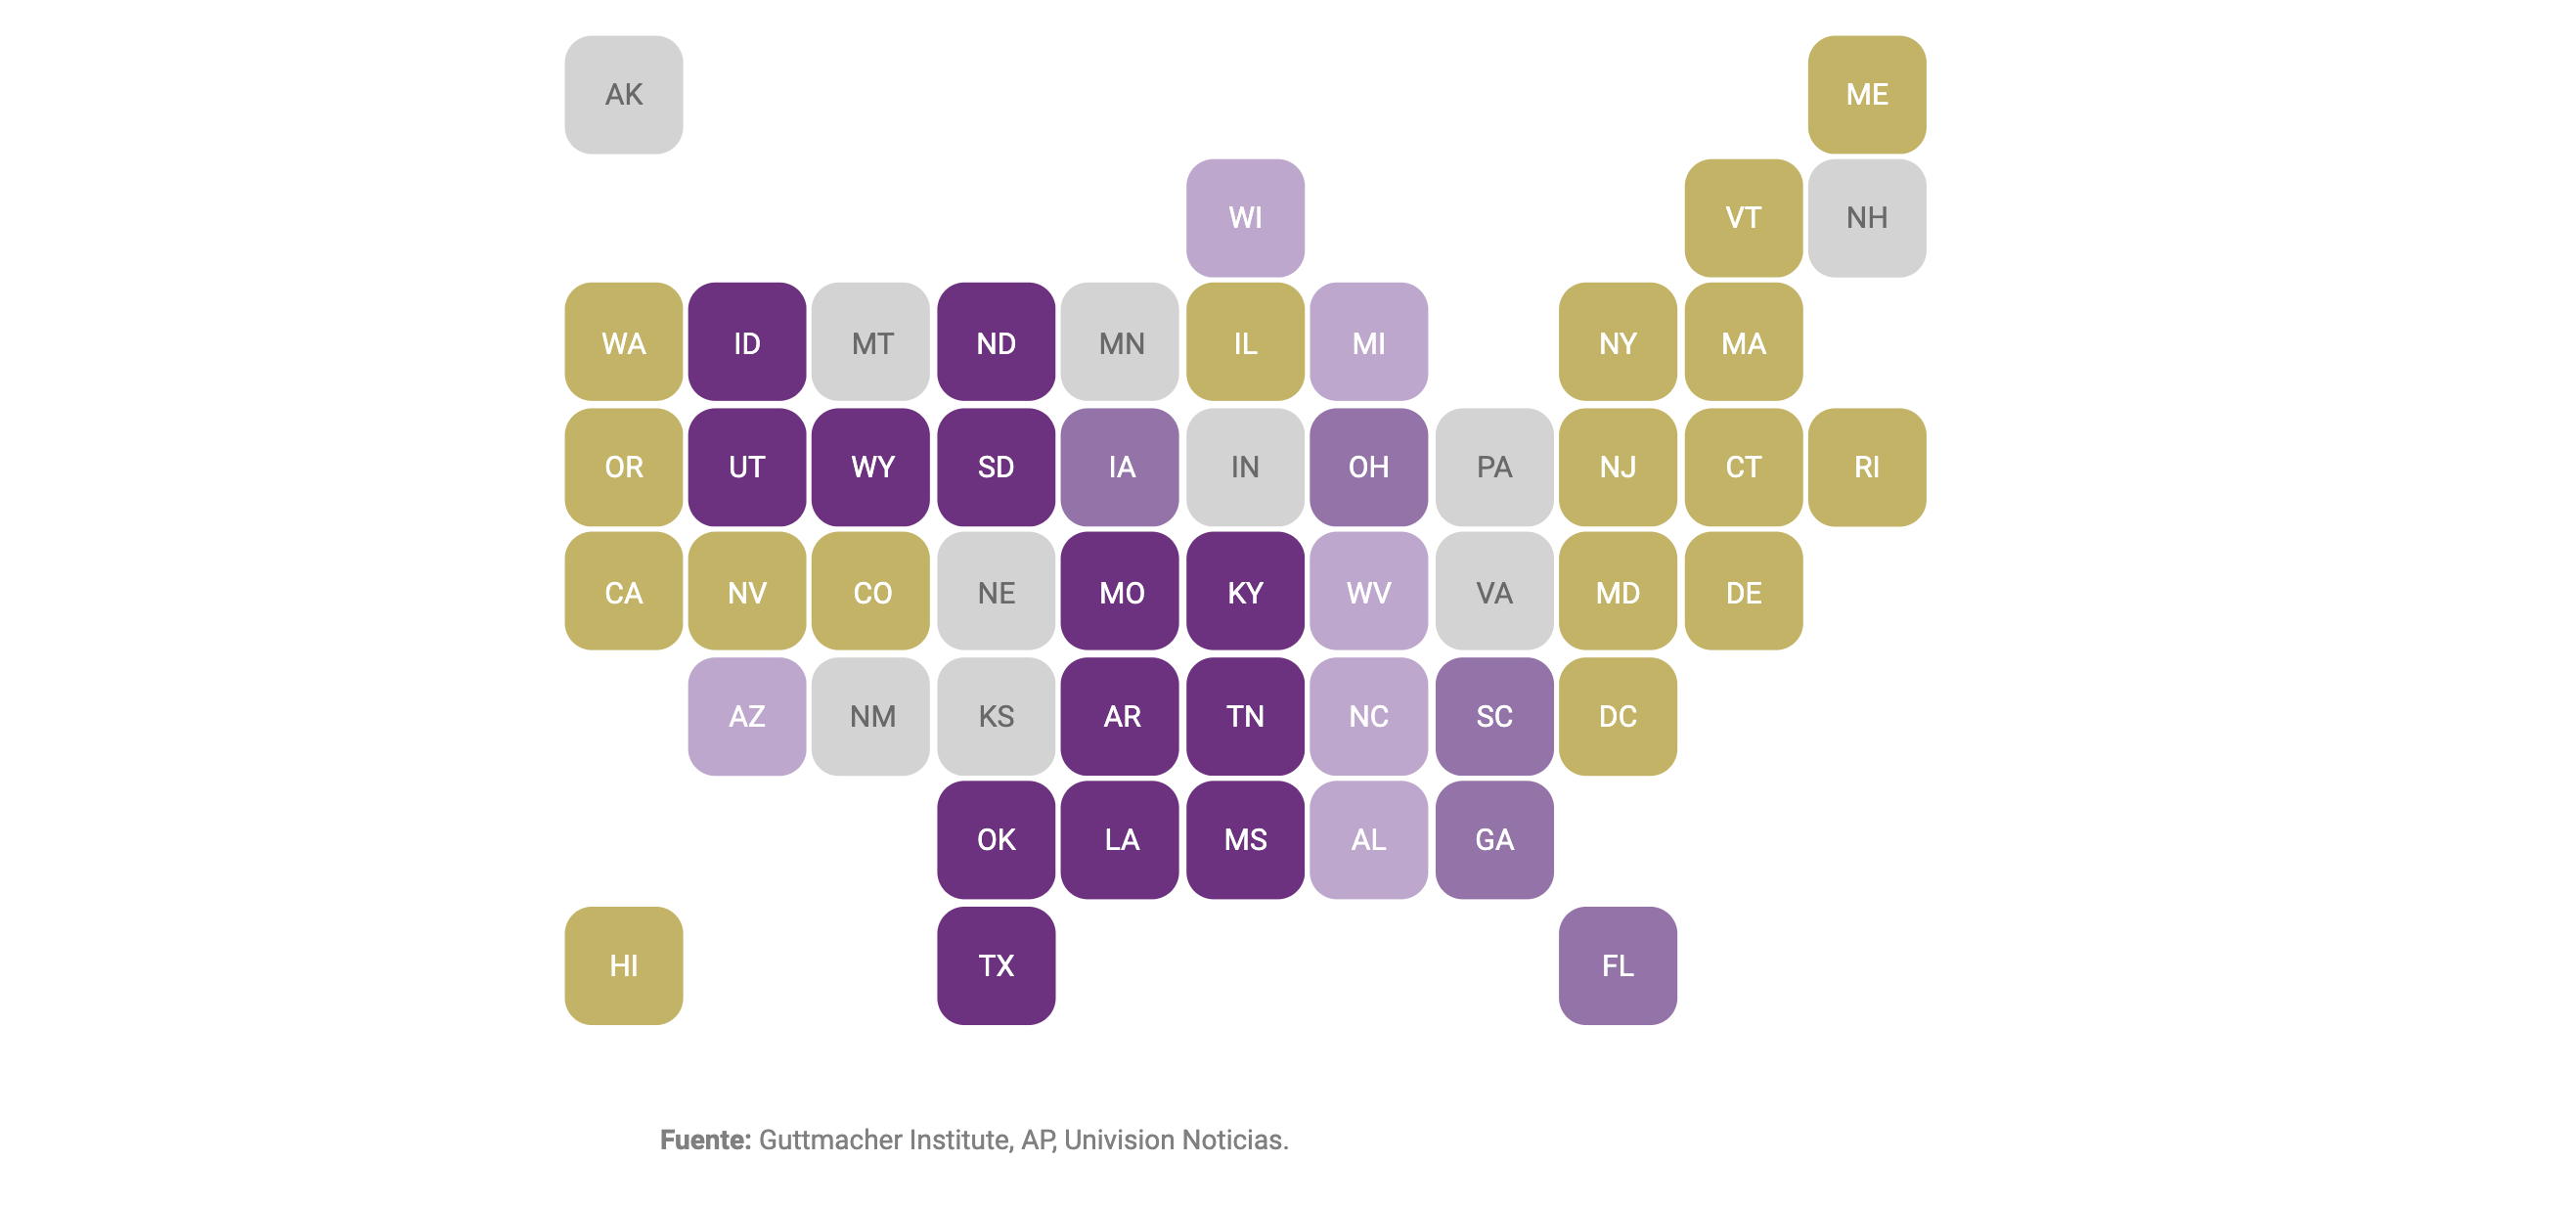 AK ME
WI VT NH
WA ID MT ND MN IL MI NY MA
OR UT WY SD IA IN OH PA NJ CT RI
CA NV CO NE MO KY WV VA MD DE
AZ NM KS AR TN NC SC DC
OK LA MS AL GA
HI TX FL
Fuente: Guttmacher Institute, AP, Univision Noticias.